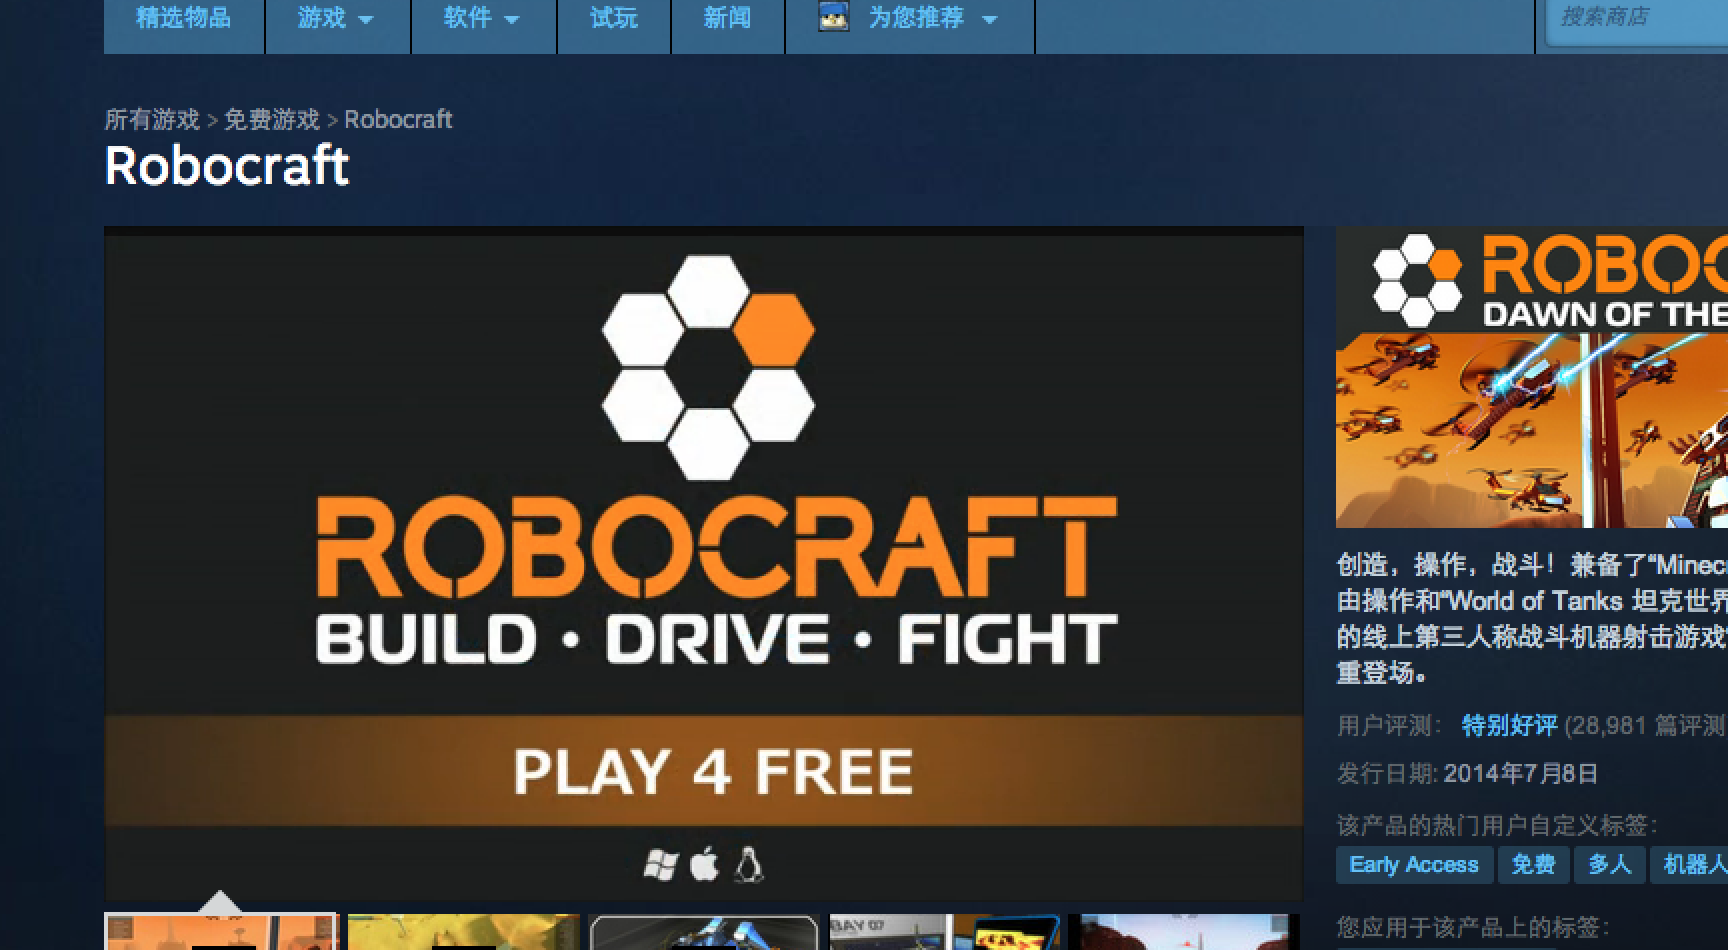 精选物品 游戏 软件 试玩 新闻 为您推荐 搜索商店
所有游戏 > 免费游戏 > Robocraft
Robocraft
ROBOCRAFT
BUILD · DRIVE · FIGHT
PLAY 4 FREE
ROBOC
DAWN OF THE
创造，操作，战斗！兼备了“Minec
由操作和“World of Tanks 坦克世界
的线上第三人称战斗机器射击游戏
重登场。
用户评测： 特别好评 (28,981 篇评测
发行日期: 2014年7月8日
该产品的热门用户自定义标签：
Early Access 免费 多人 机器人
您应用于该产品上的标签：
BAY 07